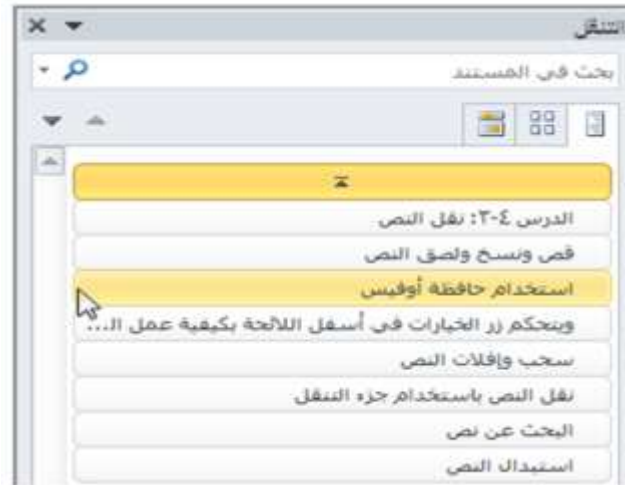 التنقل
بحث في المستند
الدرس ٤-٣: نقل النص
قص ونسخ ولصق النص
استخدام حافظة أوفيس
ويتحكم زر الخيارات في أسفل اللائحة بكيفية عمل ال...
سحب وإفلات النص
نقل النص باستخدام جزء التنقل
البحث عن نص
استبدال النص